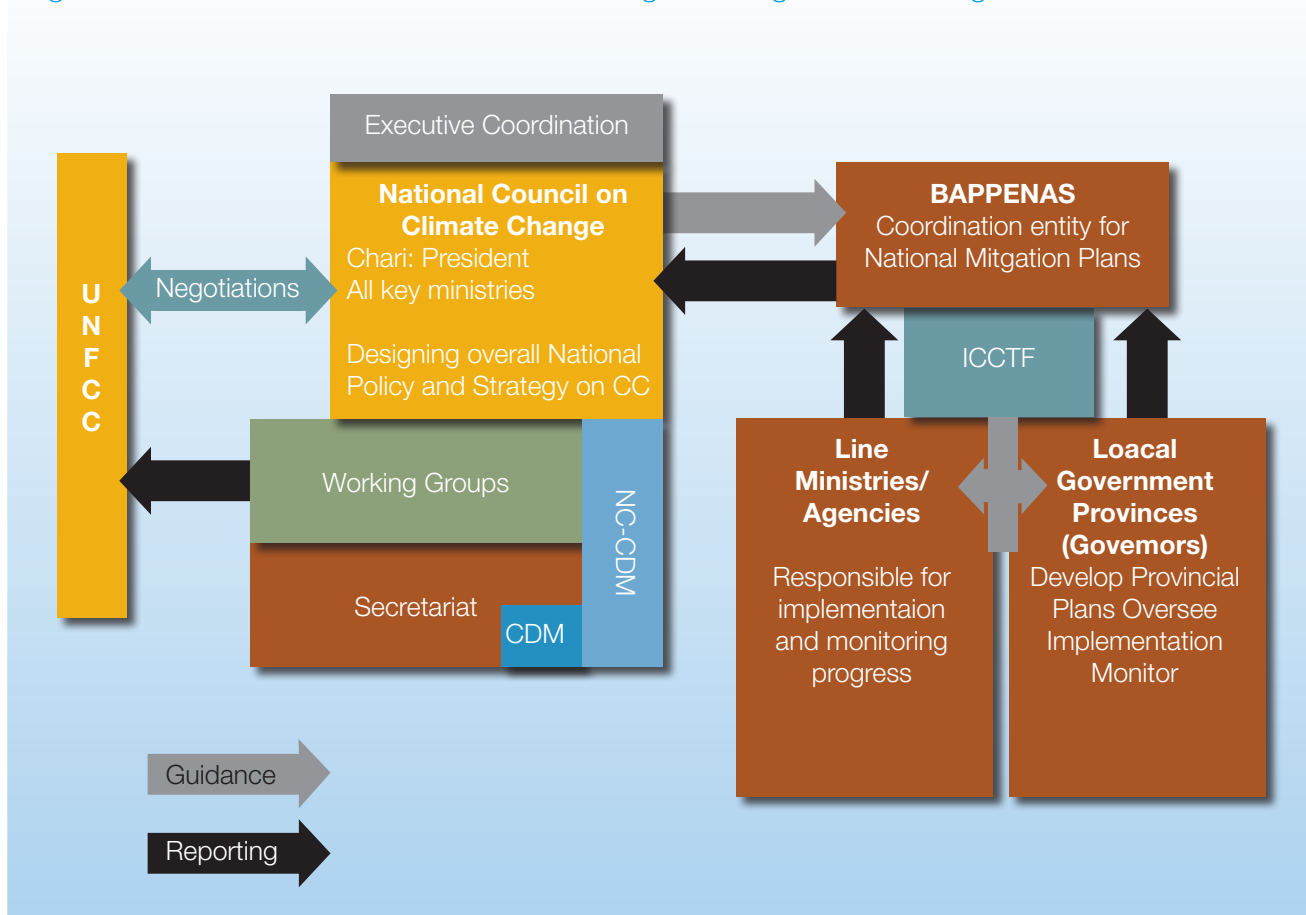 Executive Coordination
National Council on
Climate Change
Chari: President
All key ministries
Designing overall National
Policy and Strategy on CC
U
N
F
C
C
Negotiations
Working Groups
Secretariat
CDM
NC-CDM
BAPPENAS
Coordination entity for
National Mitgation Plans
ICCTF
Line
Ministries/
Agencies
Responsible for
implementaion
and monitoring
progress
Loacal
Government
Provinces
(Govemors)
Develop Provincial
Plans Oversee
Implementation
Monitor
Guidance
Reporting